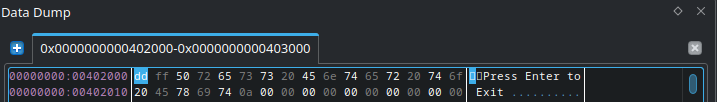 Data Dump
0x0000000000402000-0x0000000000403000
00000000:00402000 dd ff 50 72 65 73 73 20 45 6e 74 65 72 20 74 6f Press Enter to
00000000:00402010 20 45 78 69 74 0a 00 00 00 00 00 00 00 00 00 00 Exit ..........